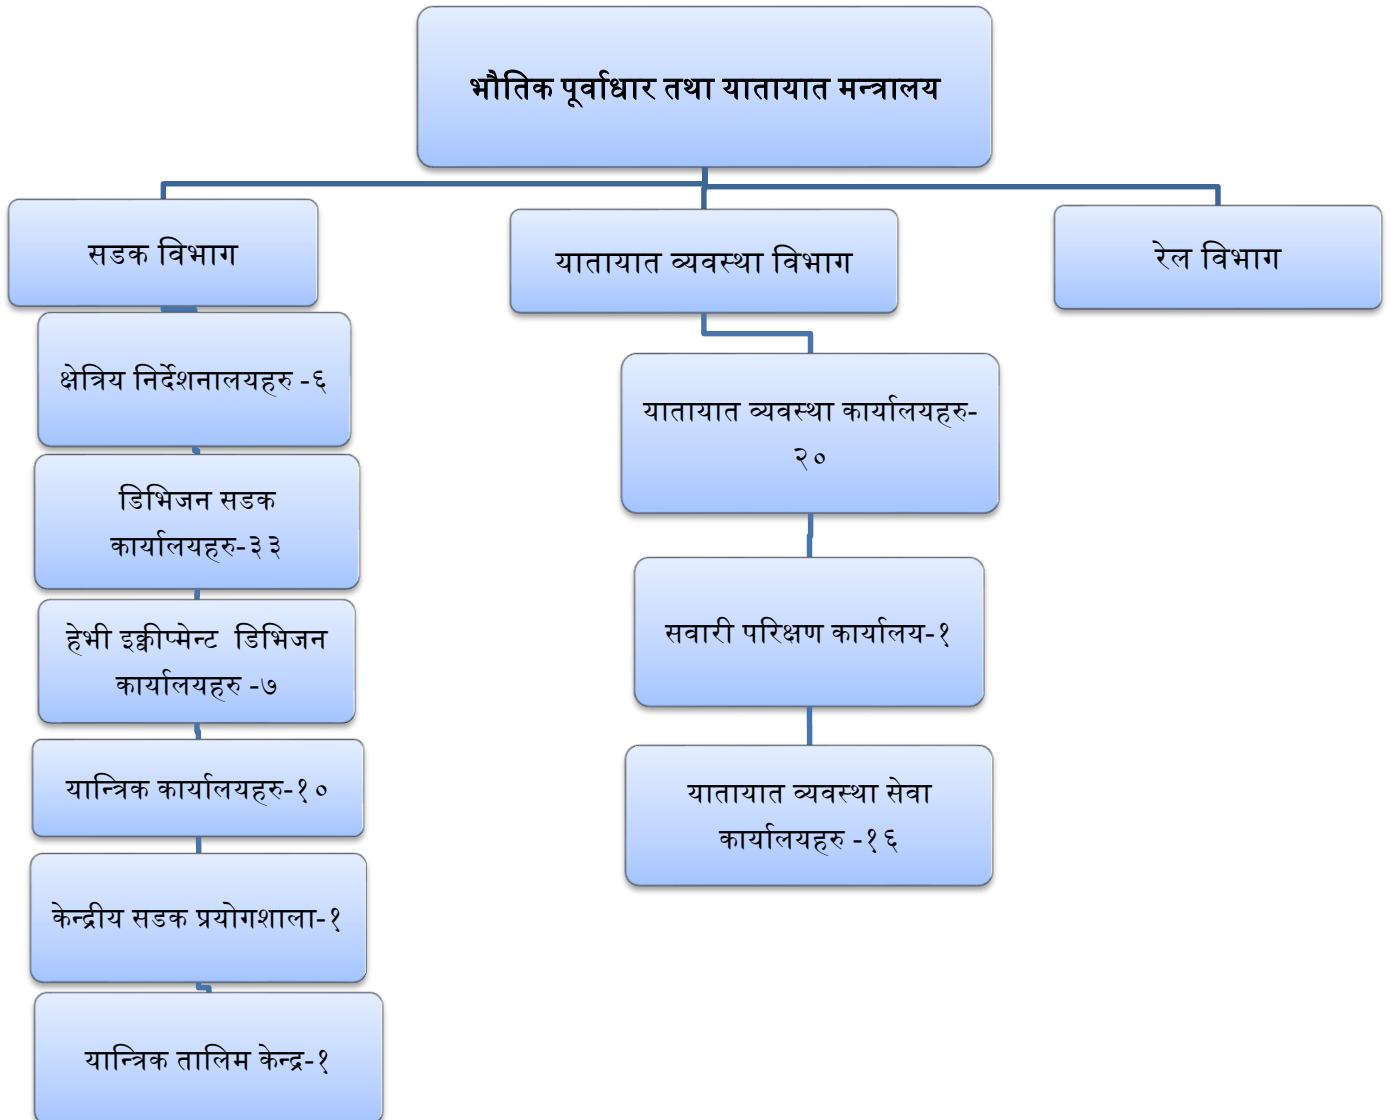 भौतिक पूर्वाधार तथा यातायात मन्त्रालय
सडक विभाग
यातायात व्यवस्था विभाग
रेल विभाग
क्षेत्रिय निर्देशनालयहरु -६
डिभिजन सडक
कार्यालयहरु-३३
हेभी इक्वीप्मेन्ट डिभिजन
कार्यालयहरु -७
यान्त्रिक कार्यालयहरु-१०
केन्द्रीय सडक प्रयोगशाला-१
यान्त्रिक तालिम केन्द्र-१
यातायात व्यवस्था कार्यालयहरु-
२०
सवारी परिक्षण कार्यालय-१
यातायात व्यवस्था सेवा
कार्यालयहरु -१६